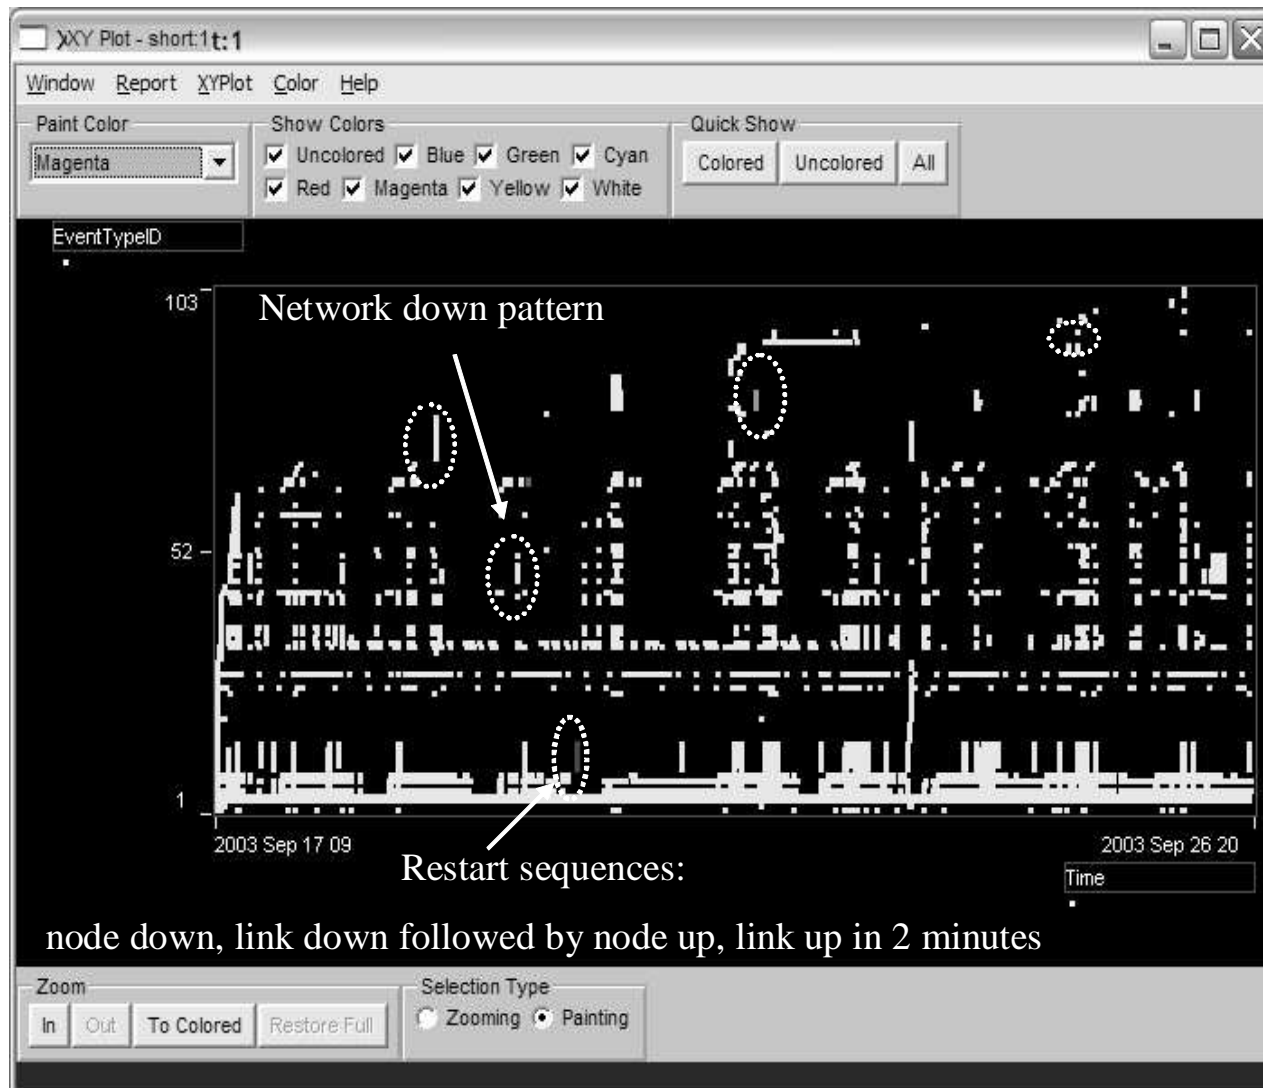 XXY Plot - short:1t:1
Window Report XYPlot Color Help
Paint Color Show Colors Quick Show
Magenta
Uncolored Blue Green Cyan
Red Magenta Yellow White
Colored Uncolored All
EventTypeID
103
Network down pattern
52
1
2003 Sep 17 09 2003 Sep 26 20
Restart sequences:
Time
node down, link down followed by node up, link up in 2 minutes
Zoom Selection Type
In Out To Colored Restore Full Zooming Painting